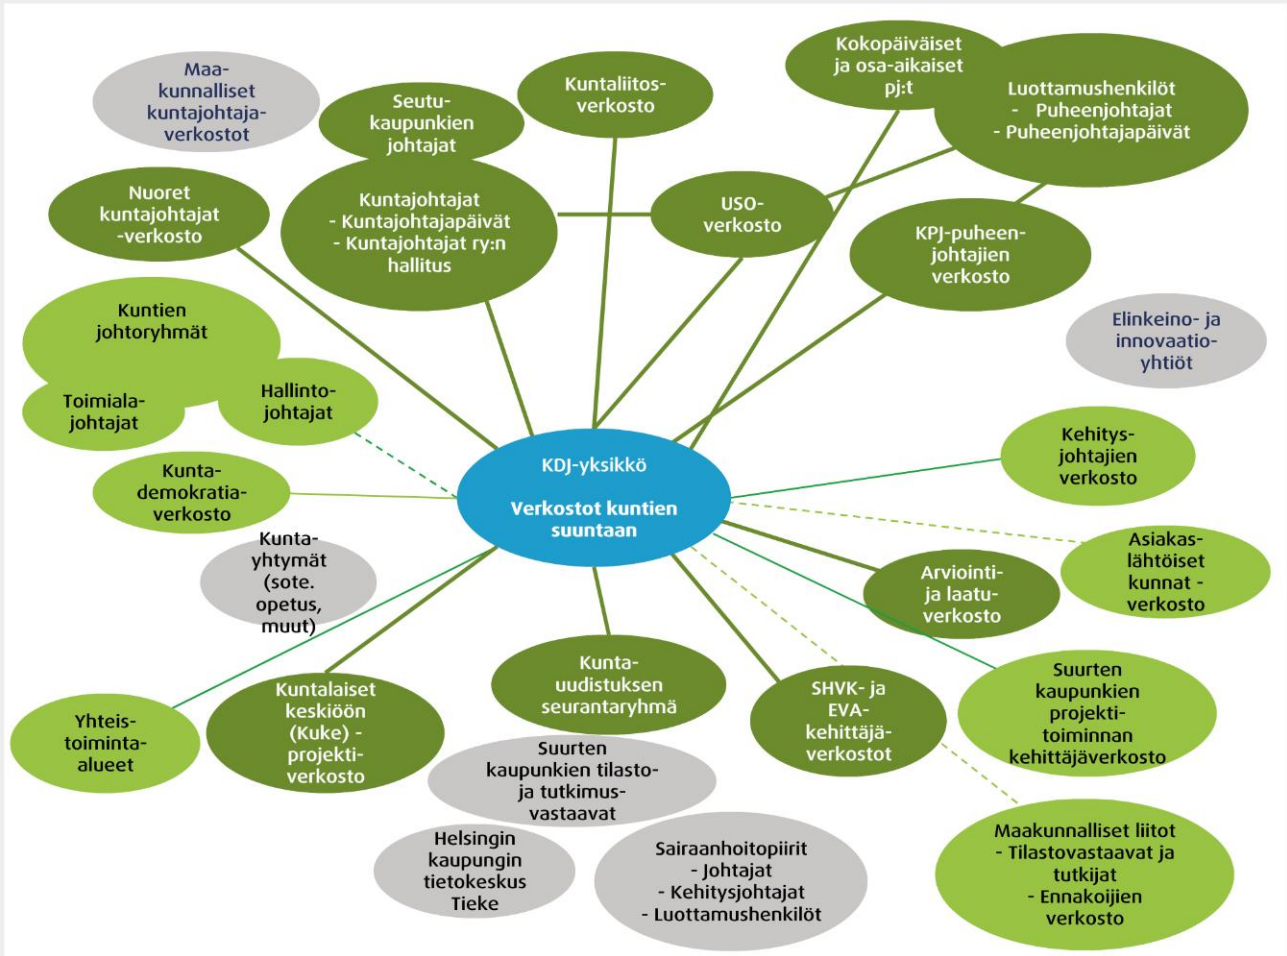 Maa-
kunnalliset
kuntajohtaja-
verkostot
Seutu-
kaupunkien
johtajat
Kuntaliitos-
verkosto
Kokopäiväiset
ja osa-aikaiset
pj:t
Luottamushenkilöt
- Puheenjohtajat
- Puheenjohtajapäivät
Nuoret
kuntajohtajat
-verkosto
Kuntajohtajat
- Kuntajohtajapäivät
- Kuntajohtajat ry:n
hallitus
USO-
verkosto
KPJ-puheen-
johtajien
verkosto
Kuntien
johtoryhmät
Elinkeino- ja
innovaatio-
yhtiöt
Toimiala-
johtajat
Hallinto-
johtajat
Kehitys-
johtajien
verkosto
Kunta-
demokratia-
verkosto
KDJ-yksikkö
Verkostot kuntien
suuntaan
Kunta-
yhtymät
(sote.
opetus,
muut)
Arviointi-
ja laatu-
verkosto
Asiakas-
lähtöiset
kunnat -
verkosto
Yhteis-
toiminta-
alueet
Kuntalaiset
keskiöön
(Kuke) -
projekti-
verkosto
Kunta-
uudistuksen
seurantaryhmä
SHVK- ja
EVA-
kehittäjä-
verkostot
Suurten
kaupunkien
projekti-
toiminnan
kehittäjäverkosto
Suurten
kaupunkien tilasto-
ja tutkimus-
vastaavat
Helsingin
kaupungin
tietokeskus
Tieke
Sairaanhoitopiirit
- Johtajat
- Kehitysjohtajat
- Luottamushenkilöt
Maakunnalliset liitot
- Tilastovastaavat ja
tutkijat
- Ennakoijien
verkosto